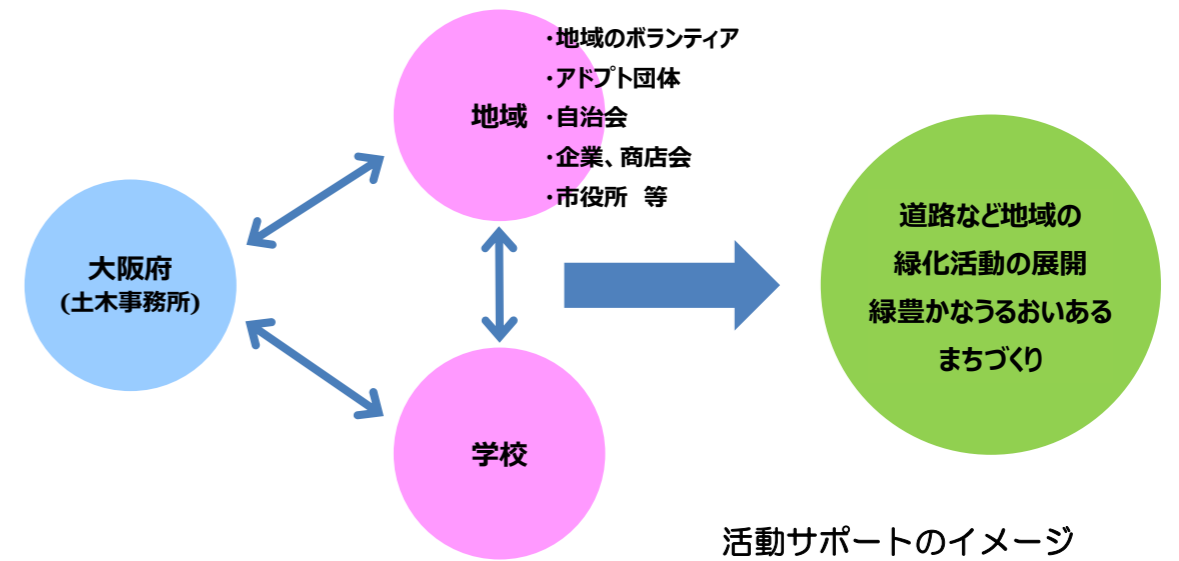 大阪府
(土木事務所)
地域
・地域のボランティア
・アドプト団体
・自治会
・企業、商店会
・市役所　等
学校
道路など地域の
緑化活動の展開
緑豊かなうるおいある
まちづくり
活動サポートのイメージ